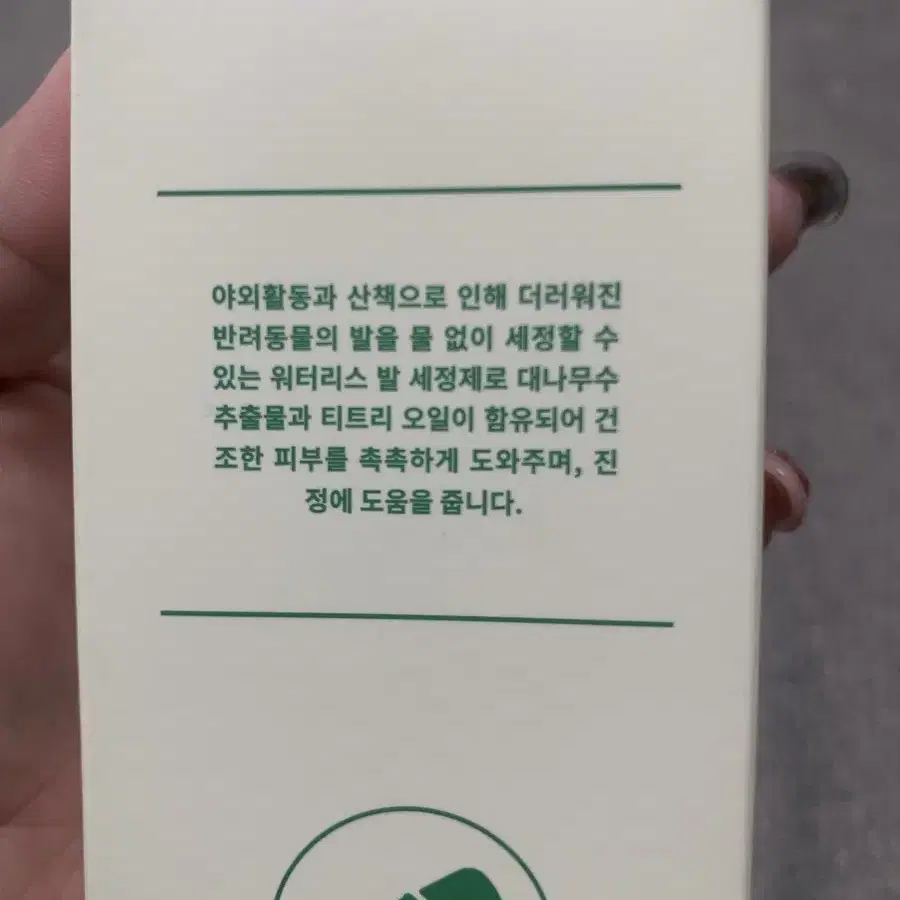 야외활동과 산책으로 인해 더러워진
반려동물의 발을 물 없이 세정할 수
있는 워터리스 발 세정제로 대나무수
추출물과 티트리 오일이 함유되어 건
조한 피부를 촉촉하게 도와주며, 진
정에 도움을 줍니다.